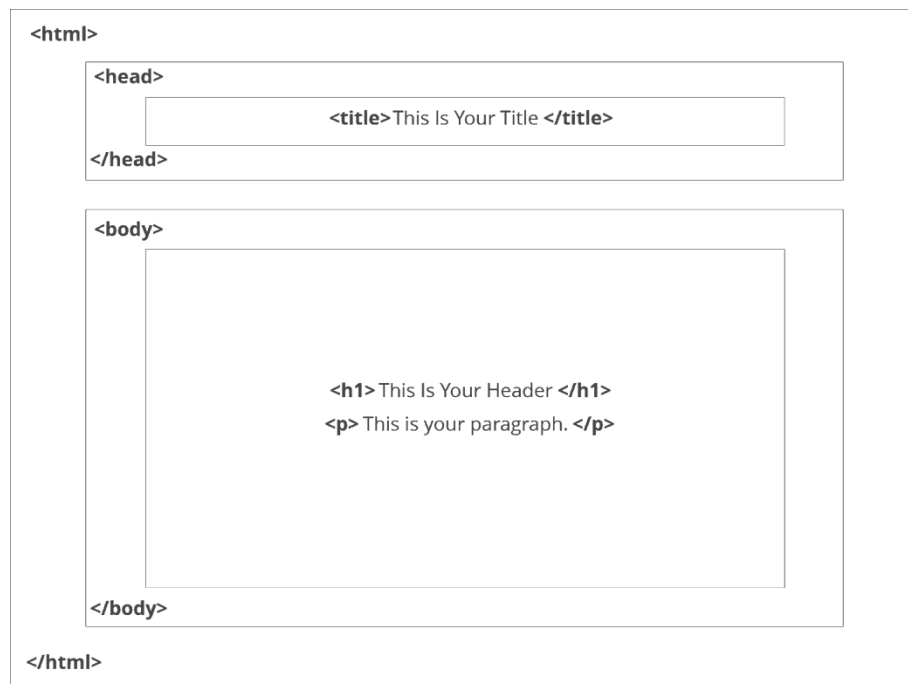 <html>
<head>
<title>This Is Your Title </title>
</head>
<body>
<h1> This Is Your Header </h1>
<p> This is your paragraph. </p>
</body>
</html>